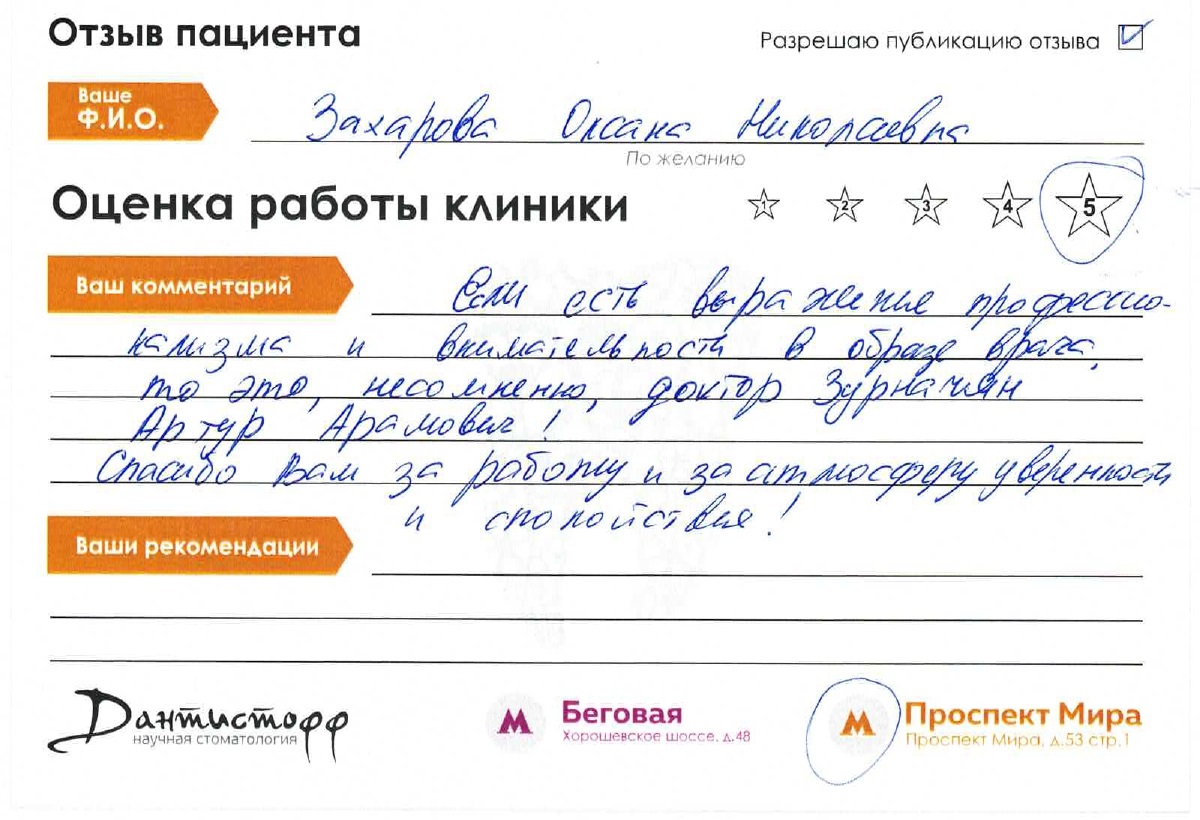 Отзыв пациента
Разрешаю публикацию отзыва
Ваше
Ф.И.О.
Захарова Оксана Николаевна
По желанию
Оценка работы клиники
1 2 3 4 5
Ваш комментарий
Если есть выражение профессио-
нализма и внимательности в образе врача,
то это, несомненно, доктор Зурначян
Артур Арамович!
Спасибо Вам за работу и за атмосферу уверенности
и спокойствия!
Ваши рекомендации
Дантистофф
научная стоматология
М Беговая
Хорошевское шоссе, д.48
М Проспект Мира
Проспект Мира, д.53 стр.1